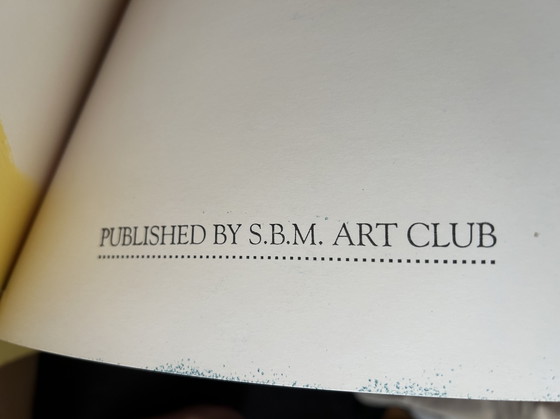 PUBLISHED BY S.B.M. ART CLUB